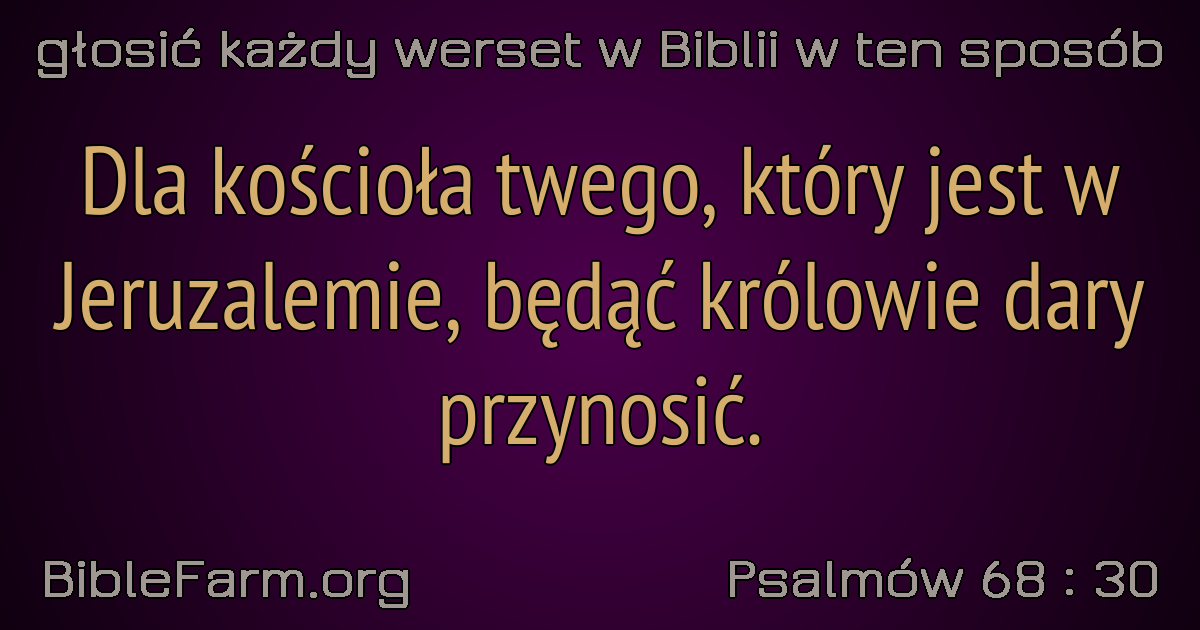 głosić każdy werset w Biblii w ten sposób
Dla kościoła twego, który jest w
Jeruzalemie, będąć królowie dary
przynosić.
BibleFarm.org
Psalmów 68 : 30